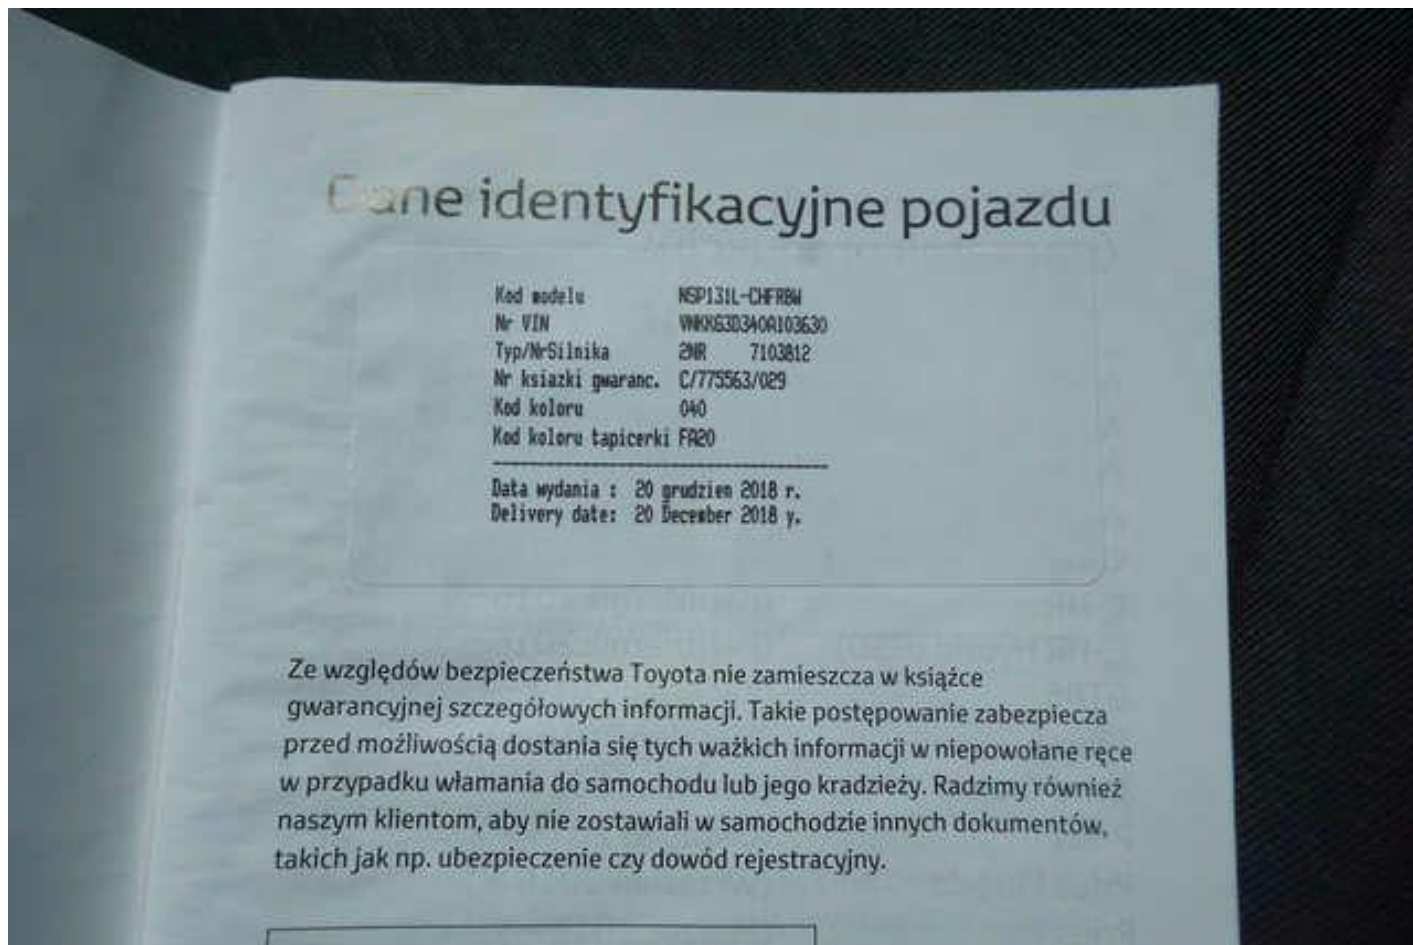 Dane identyfikacyjne pojazdu
Kod modelu NSP131L-CHFRBW
Nr VIN VNKKG3D340A103630
Typ/NrSilnika 2NR 7103812
Nr ksiazki gwaranc. C/775563/029
Kod koloru 040
Kod koloru tapicerki FA20
Data wydania : 20 grudzien 2018 r.
Delivery date: 20 December 2018 y.
Ze względów bezpieczeństwa Toyota nie zamieszcza w książce
gwarancyjnej szczegółowych informacji. Takie postępowanie zabezpiecza
przed możliwością dostania się tych ważkich informacji w niepowołane ręce
w przypadku włamania do samochodu lub jego kradzieży. Radzimy również
naszym klientom, aby nie zostawiali w samochodzie innych dokumentów,
takich jak np. ubezpieczenie czy dowód rejestracyjny.